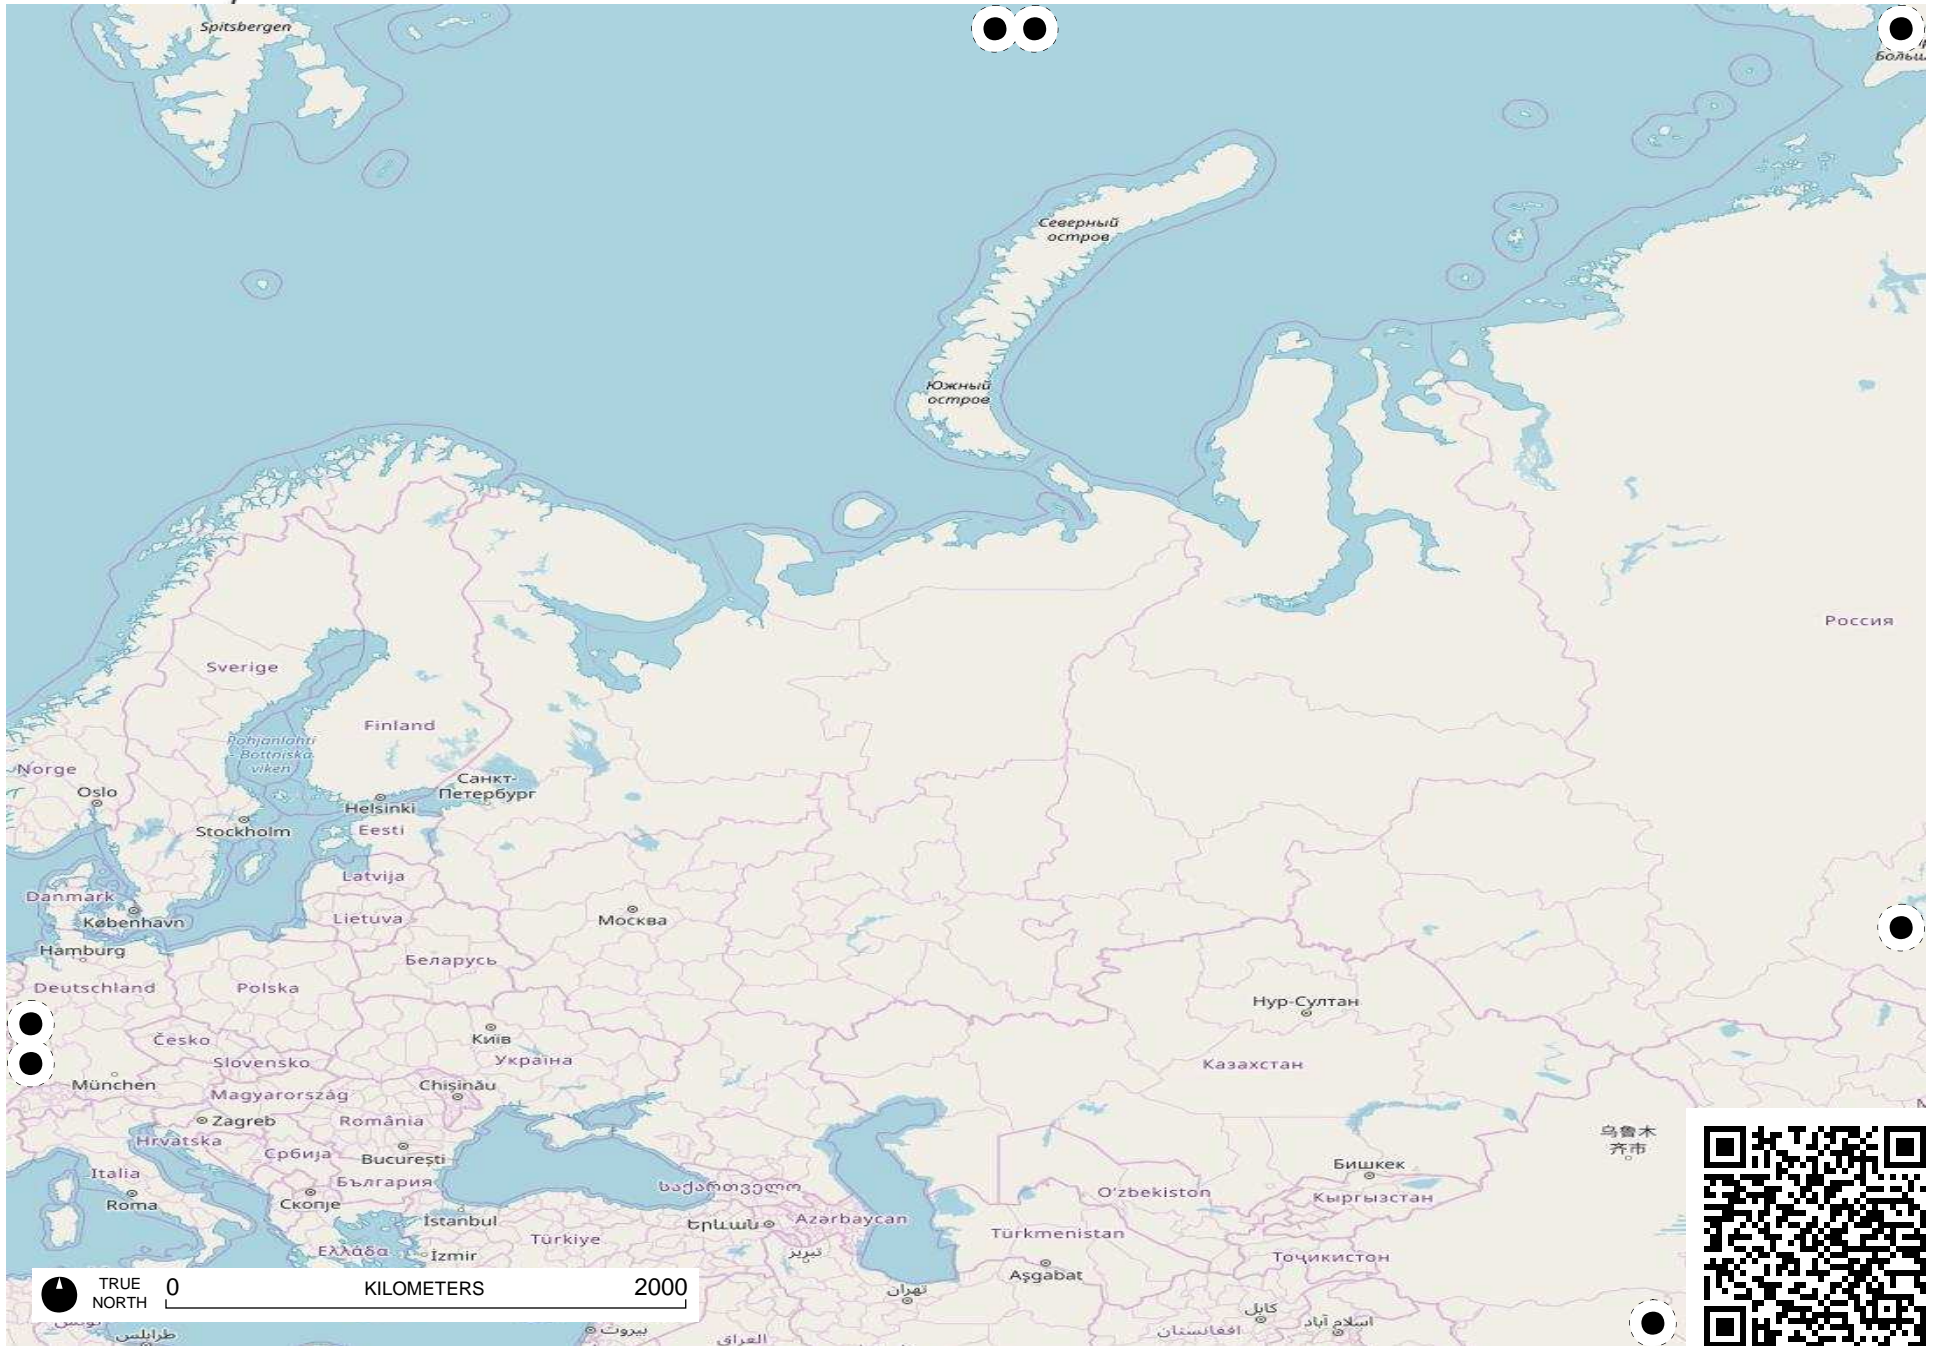 Spitsbergen
Больш
Северный
остров
Южный
остров
Россия
Sverige
Finland
Pohjanlahti
- Bottniska
viken
Norge
Oslo
Санкт-
Петербург
Helsinki
Stockholm
Eesti
Latvija
Danmark
København
Lietuva
Москва
Hamburg
Беларусь
Deutschland
Polska
Нур-Султан
Česko
Київ
Slovensko
Україна
Казахстан
München
Chișinău
Magyarország
Zagreb
România
Hrvatska
Србија
București
乌鲁木
齐市
Бишкек
Italia
България
საქართველო
O'zbekiston
Кыргызстан
Roma
Скопје
İstanbul
Երևան
Azərbaycan
Türkiye
Türkmenistan
Ελλάδα
İzmir
تبریز
Тоҷикистон
Aşgabat
تهران
TRUE
NORTH
0
KILOMETERS
2000
کابل
اسلام آباد
طرابلس
بيروت
العراق
افغانستان